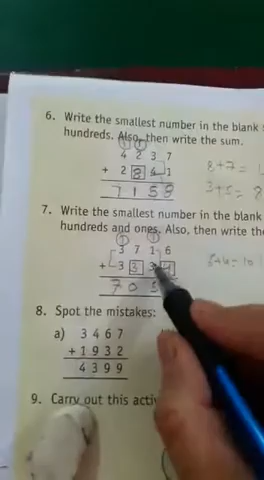 6. Write the smallest number in the blank
hundreds. Also, then write the sum.
1 1
4 2 3 7
+ 2 8 4 1
7 1 5 8
8+7=
3+5= 8
7. Write the smallest number in the blank
hundreds and ones. Also, then write the
1 1
3 7 1 6
+ 3 3 3 4
7 0 5
= 10
8. Spot the mistakes:
a) 3 4 6 7
+ 1 9 3 2
4 3 9 9
9. Carry out this